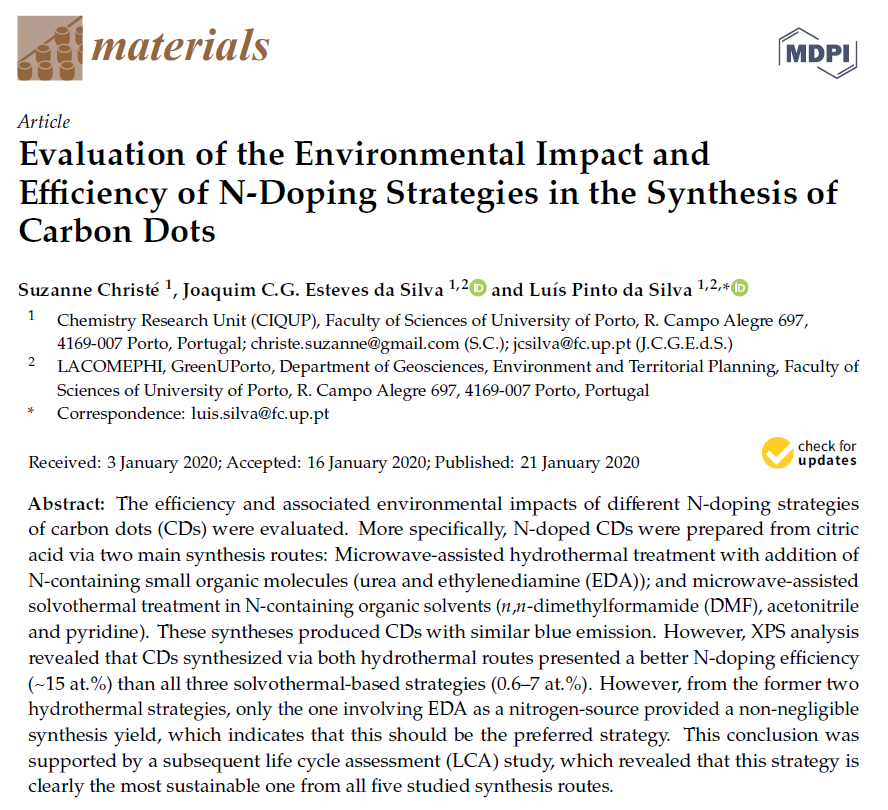 materials
MDPI
Article
Evaluation of the Environmental Impact and
Efficiency of N-Doping Strategies in the Synthesis of
Carbon Dots
Suzanne Christé 1, Joaquim C.G. Esteves da Silva 1,2 iD and Luís Pinto da Silva 1,2,* iD
1 Chemistry Research Unit (CIQUP), Faculty of Sciences of University of Porto, R. Campo Alegre 697,
4169-007 Porto, Portugal; christe.suzanne@gmail.com (S.C.); jcsilva@fc.up.pt (J.C.G.E.d.S.)
2 LACOMEPHI, GreenUPorto, Department of Geosciences, Environment and Territorial Planning, Faculty of
Sciences of University of Porto, R. Campo Alegre 697, 4169-007 Porto, Portugal
* Correspondence: luis.silva@fc.up.pt
Received: 3 January 2020; Accepted: 16 January 2020; Published: 21 January 2020
check for
updates
Abstract: The efficiency and associated environmental impacts of different N-doping strategies
of carbon dots (CDs) were evaluated. More specifically, N-doped CDs were prepared from citric
acid via two main synthesis routes: Microwave-assisted hydrothermal treatment with addition of
N-containing small organic molecules (urea and ethylenediamine (EDA)); and microwave-assisted
solvothermal treatment in N-containing organic solvents (n,n-dimethylformamide (DMF), acetonitrile
and pyridine). These syntheses produced CDs with similar blue emission. However, XPS analysis
revealed that CDs synthesized via both hydrothermal routes presented a better N-doping efficiency
(~15 at.%) than all three solvothermal-based strategies (0.6–7 at.%). However, from the former two
hydrothermal strategies, only the one involving EDA as a nitrogen-source provided a non-negligible
synthesis yield, which indicates that this should be the preferred strategy. This conclusion was
supported by a subsequent life cycle assessment (LCA) study, which revealed that this strategy is
clearly the most sustainable one from all five studied synthesis routes.